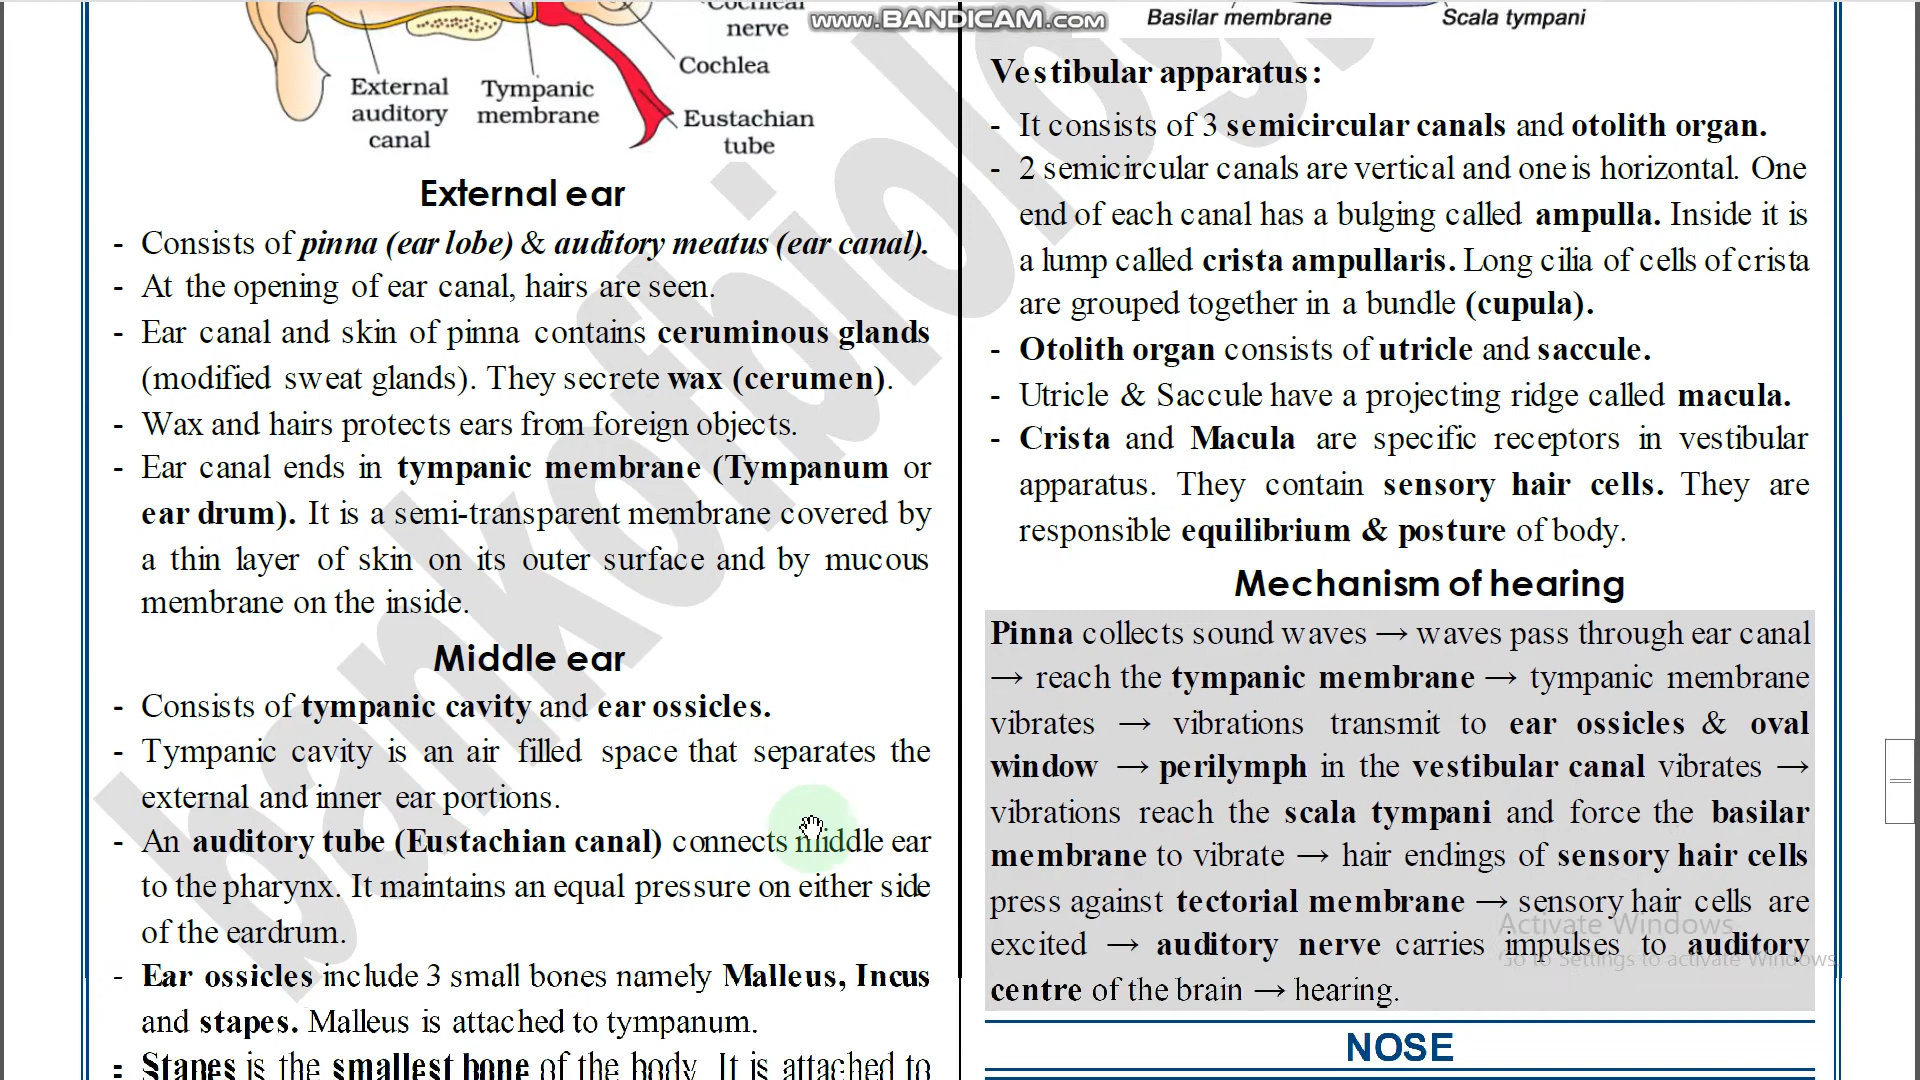 www.BANDICAM.com
Cochlear
nerve
Cochlea
External
auditory
canal
Tympanic
membrane
Eustachian
tube
External ear
- Consists of pinna (ear lobe) & auditory meatus (ear canal).
- At the opening of ear canal, hairs are seen.
- Ear canal and skin of pinna contains ceruminous glands
(modified sweat glands). They secrete wax (cerumen).
- Wax and hairs protects ears from foreign objects.
- Ear canal ends in tympanic membrane (Tympanum or
ear drum). It is a semi-transparent membrane covered by
a thin layer of skin on its outer surface and by mucous
membrane on the inside.
Middle ear
- Consists of tympanic cavity and ear ossicles.
- Tympanic cavity is an air filled space that separates the
external and inner ear portions.
- An auditory tube (Eustachian canal) connects middle ear
to the pharynx. It maintains an equal pressure on either side
of the eardrum.
- Ear ossicles include 3 small bones namely Malleus, Incus
and stapes. Malleus is attached to tympanum.
- Stapes is the smallest bone of the body. It is attached to
Basilar membrane
Scala tympani
Vestibular apparatus:
- It consists of 3 semicircular canals and otolith organ.
- 2 semicircular canals are vertical and one is horizontal. One
end of each canal has a bulging called ampulla. Inside it is
a lump called crista ampullaris. Long cilia of cells of crista
are grouped together in a bundle (cupula).
- Otolith organ consists of utricle and saccule.
- Utricle & Saccule have a projecting ridge called macula.
- Crista and Macula are specific receptors in vestibular
apparatus. They contain sensory hair cells. They are
responsible equilibrium & posture of body.
Mechanism of hearing
Pinna collects sound waves → waves pass through ear canal
→ reach the tympanic membrane → tympanic membrane
vibrates → vibrations transmit to ear ossicles & oval
window → perilymph in the vestibular canal vibrates →
vibrations reach the scala tympani and force the basilar
membrane to vibrate → hair endings of sensory hair cells
press against tectorial membrane → sensory hair cells are
excited → auditory nerve carries impulses to auditory
centre of the brain → hearing.
NOSE
Activate Windows
Go to Settings to activate Windows.
bankofbiology